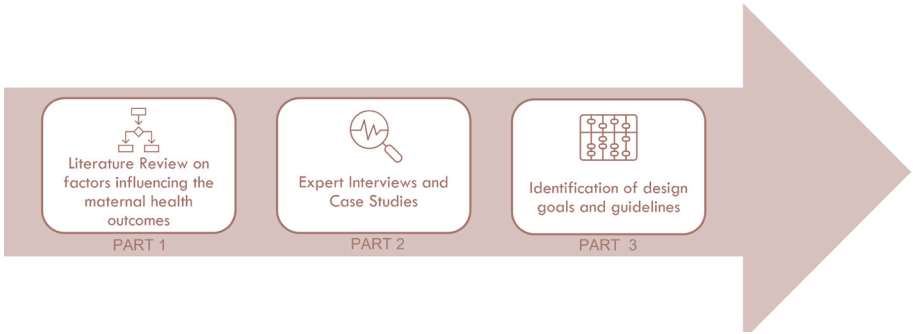 Literature Review on
factors influencing the
maternal health
outcomes
PART 1
Expert Interviews and
Case Studies
PART 2
Identification of design
goals and guidelines
PART 3